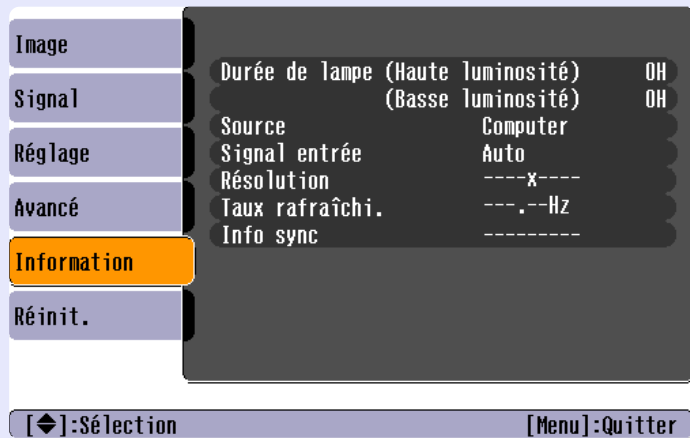 Image
Signal
Réglage
Avancé
Information
Réinit.
Durée de lampe (Haute luminosité) 0H
(Basse luminosité) 0H
Source Computer
Signal entrée Auto
Résolution ----x----
Taux rafraîchi. ---.--Hz
Info sync ---------
[◆]:Sélection [Menu]:Quitter